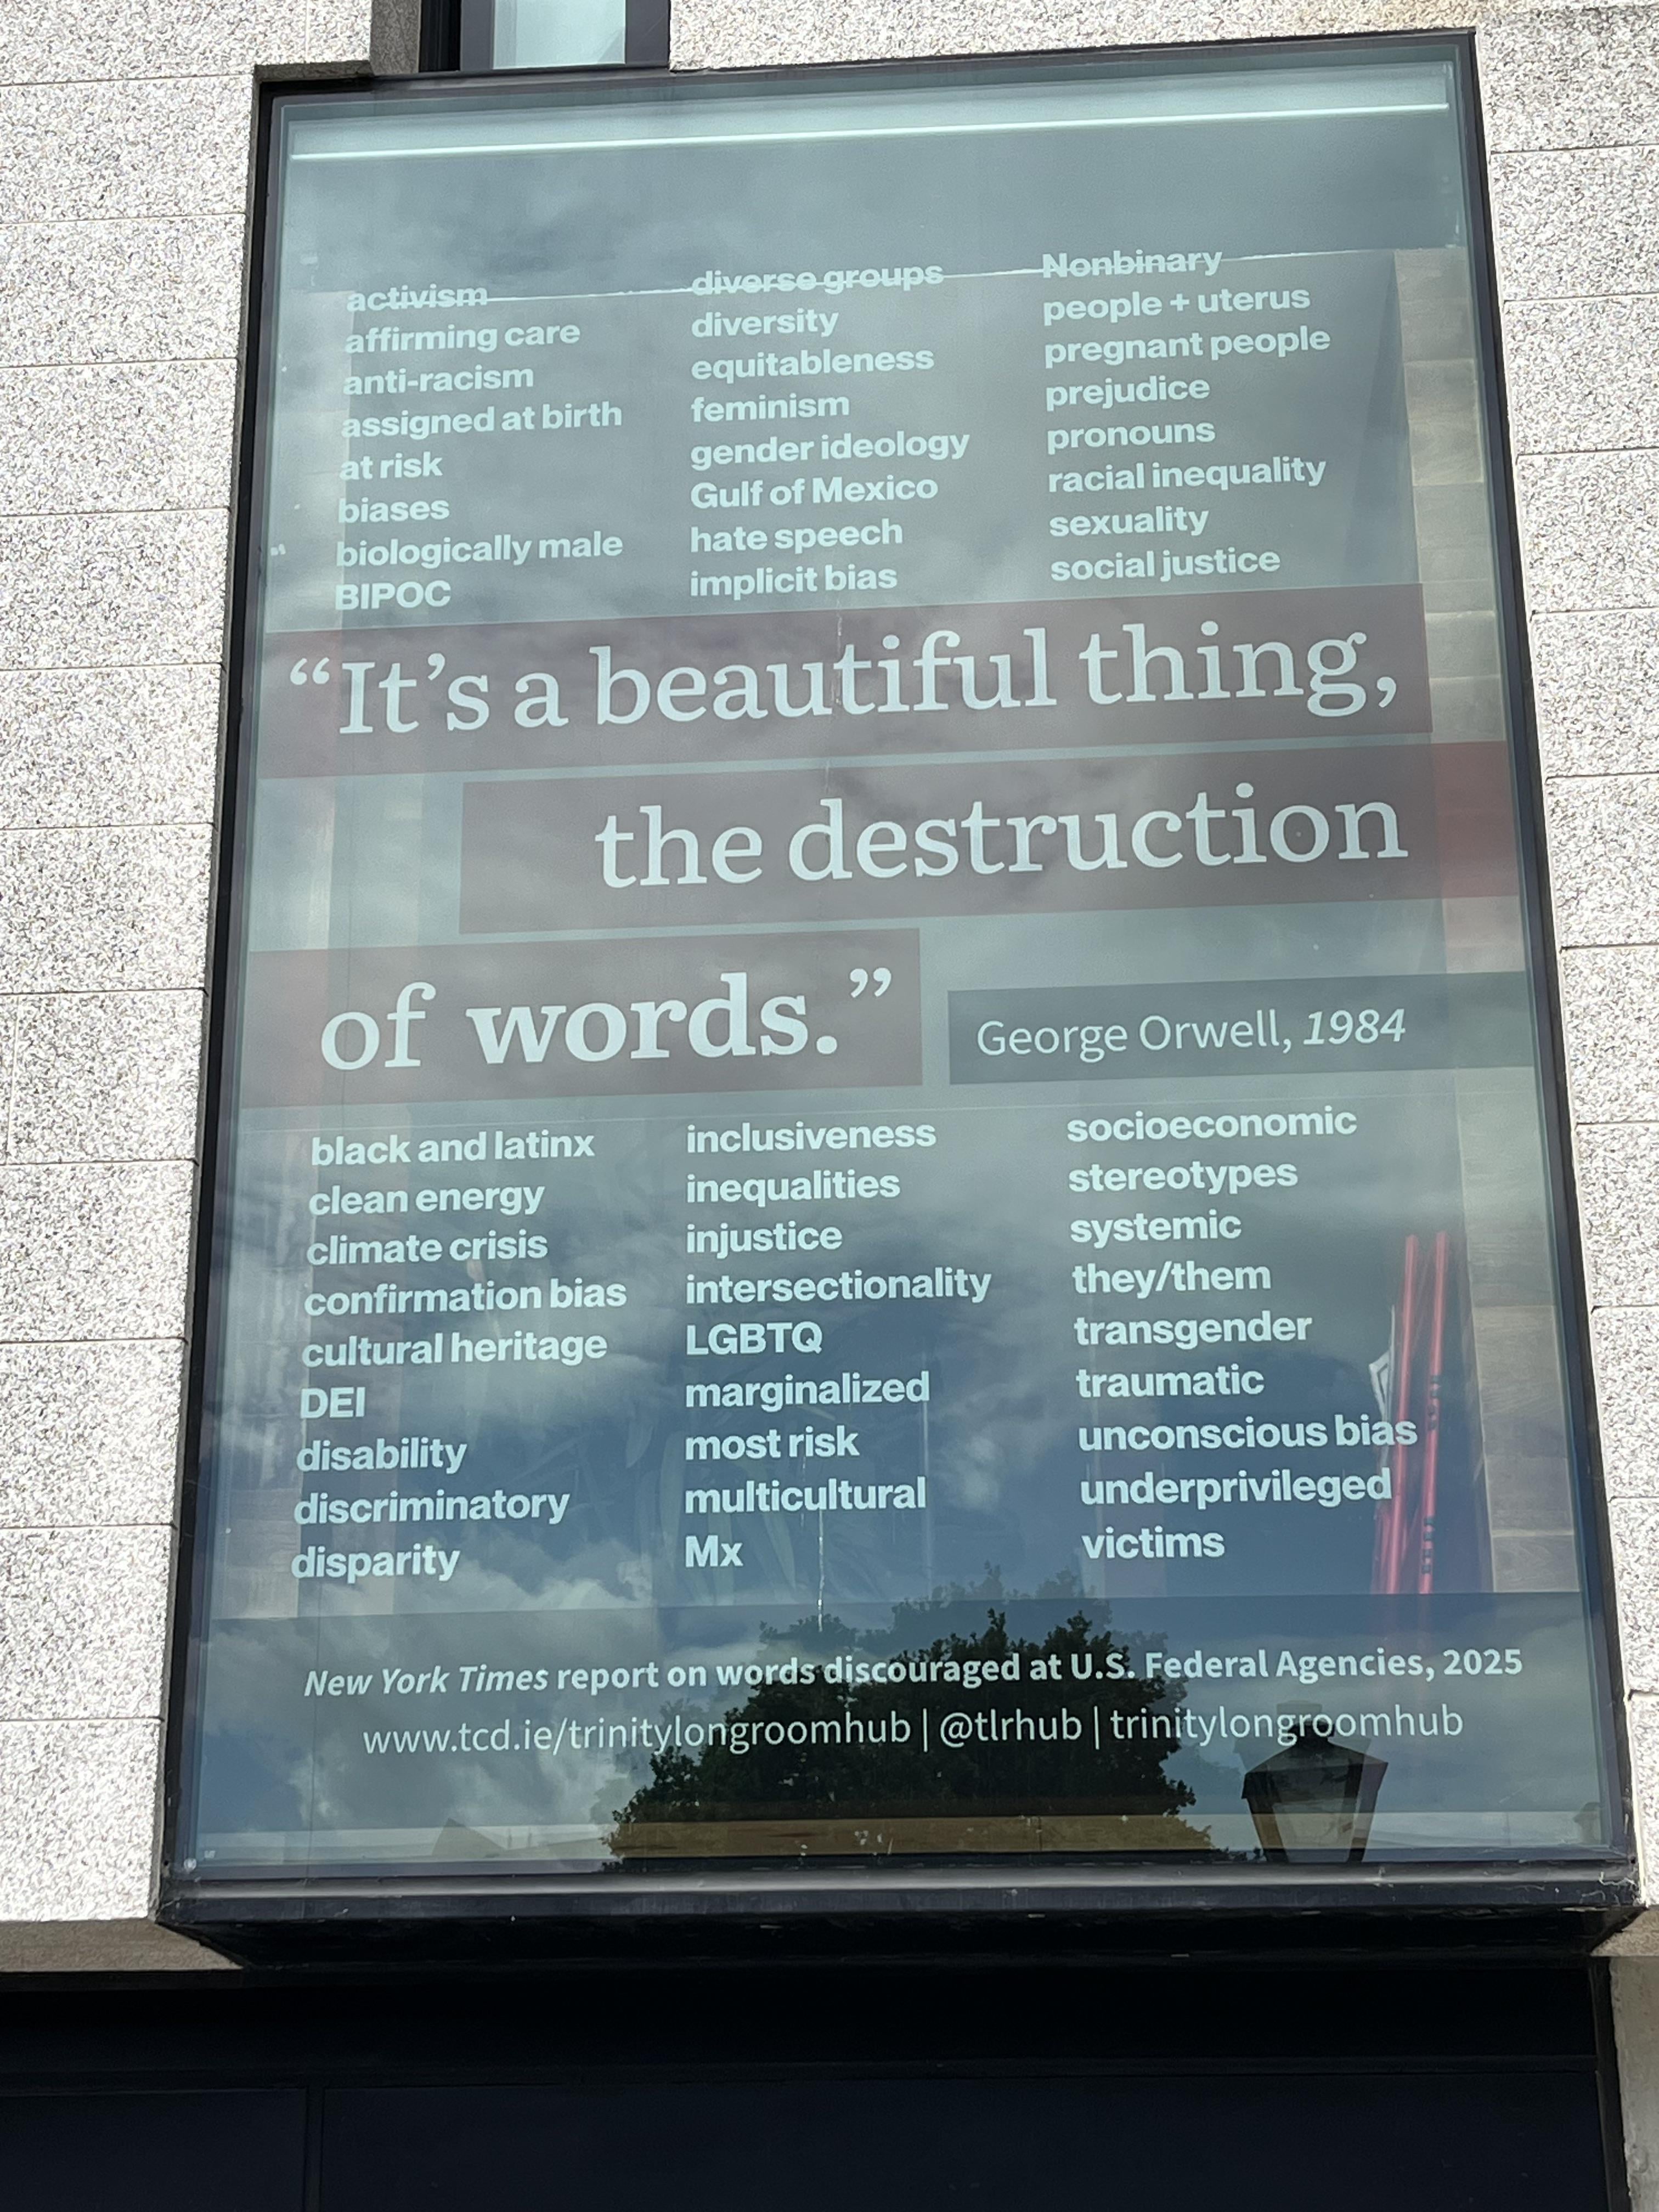 activism
affirming care
anti-racism
assigned at birth
at risk
biases
biologically male
BIPOC
diverse groups
diversity
equitableness
feminism
gender ideology
Gulf of Mexico
hate speech
implicit bias
Nonbinary
people + uterus
pregnant people
prejudice
pronouns
racial inequality
sexuality
social justice
“It’s a beautiful thing,
the destruction
of words.”
George Orwell, 1984
black and latinx
clean energy
climate crisis
confirmation bias
cultural heritage
DEI
disability
discriminatory
disparity
inclusiveness
inequalities
injustice
intersectionality
LGBTQ
marginalized
most risk
multicultural
Mx
socioeconomic
stereotypes
systemic
they/them
transgender
traumatic
unconscious bias
underprivileged
victims
New York Times report on words discouraged at U.S. Federal Agencies, 2025
www.tcd.ie/trinitylongroomhub | @tlrhub | trinitylongroomhub